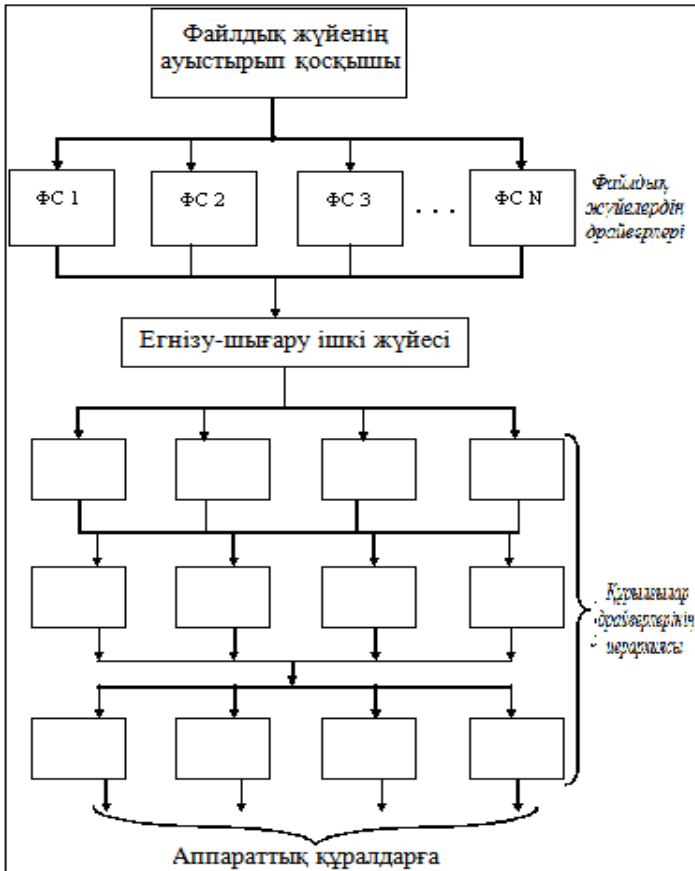 Файлдық жүйенің
ауыстырып қосқышы
ФС 1
ФС 2
ФС 3
. . .
ФС N
Файлдық
жүйелердің
драйверлері
Егнізу-шығару ішкі жүйесі
Құрылғылар
драйверлерінің
иерархиясы
Аппараттық құралдарға